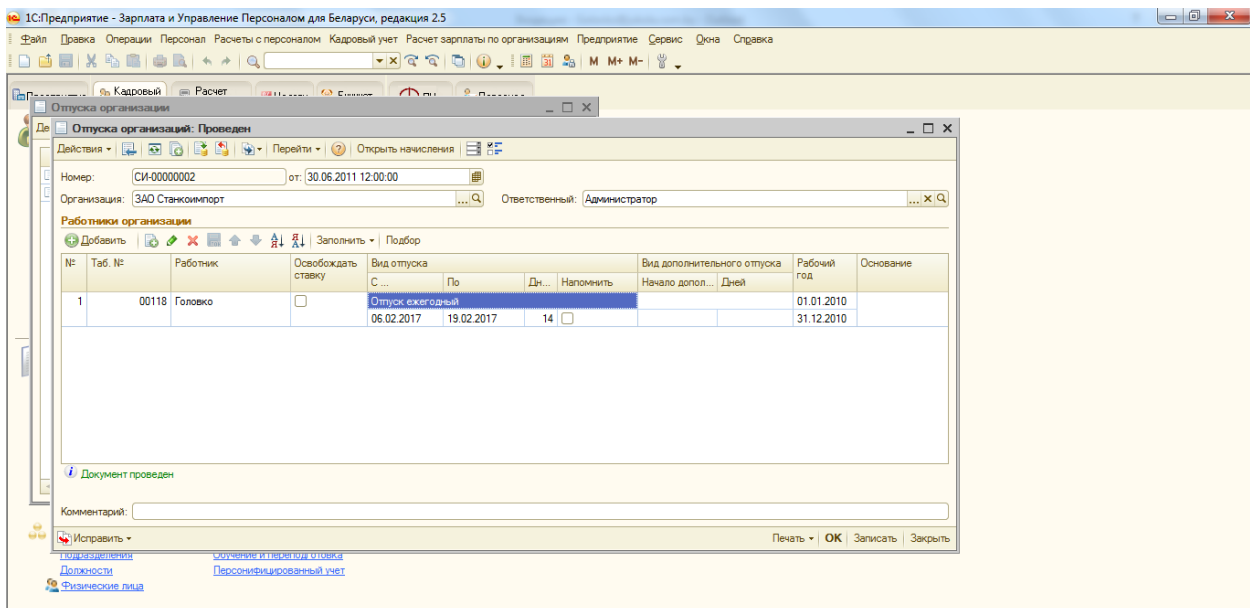 1С:Предприятие - Зарплата и Управление Персоналом для Беларуси, редакция 2.5
Файл Правка Операции Персонал Расчеты с персоналом Кадровый учет Расчет зарплаты по организациям Предприятие Сервис Окна Справка
M M+ M-
Кадровый Расчет
Отпуска организации
Де
Отпуска организаций: Проведен
Действия Перейти Открыть начисления
Номер: СИ-00000002 от: 30.06.2011 12:00:00
Организация: ЗАО Станкоимпорт ... Ответственный: Администратор ...
Работники организации
Добавить Заполнить Подбор
№ Таб. № Работник Освобождать ставку Вид отпуска Вид дополнительного отпуска Рабочий год Основание
С ... По Дн... Напомнить Начало допол... Дней
1 00118 Головко Отпуск ежегодный 01.01.2010
06.02.2017 19.02.2017 14 31.12.2010
Документ проведен
Комментарий:
Исправить Печать OK Записать Закрыть
Подразделения Обучение и переподготовка
Должности Персонифицированный учет
Физические лица